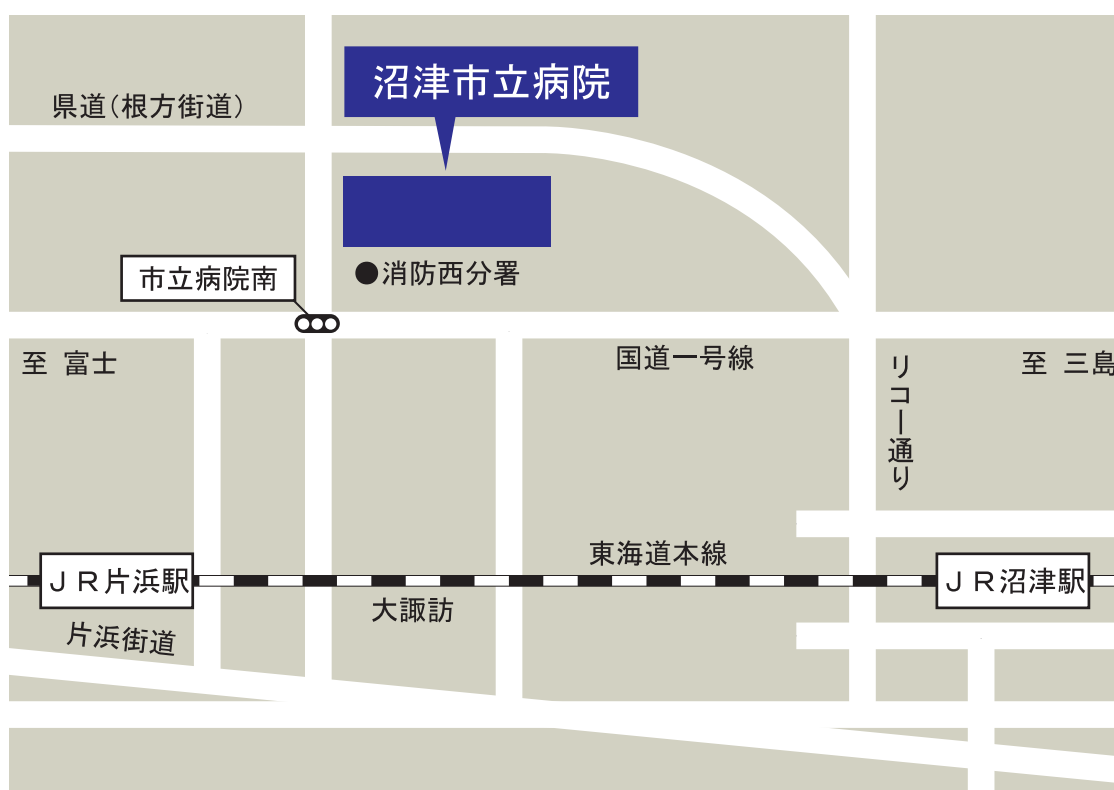 沼津市立病院
県道(根方街道)
市立病院南
●消防西分署
至 富士
国道一号線
リコー通り
至 三島
東海道本線
JR片浜駅
JR沼津駅
大諏訪
片浜街道